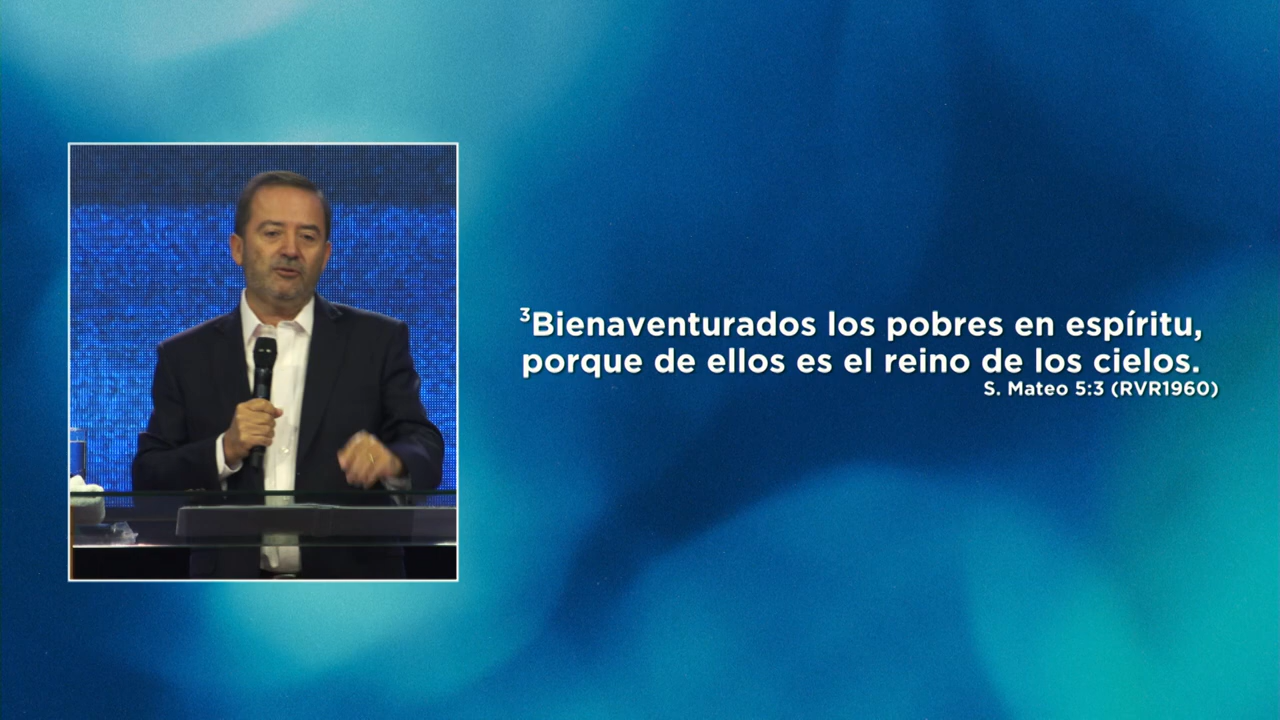 ³Bienaventurados los pobres en espíritu,
porque de ellos es el reino de los cielos.
S. Mateo 5:3 (RVR1960)